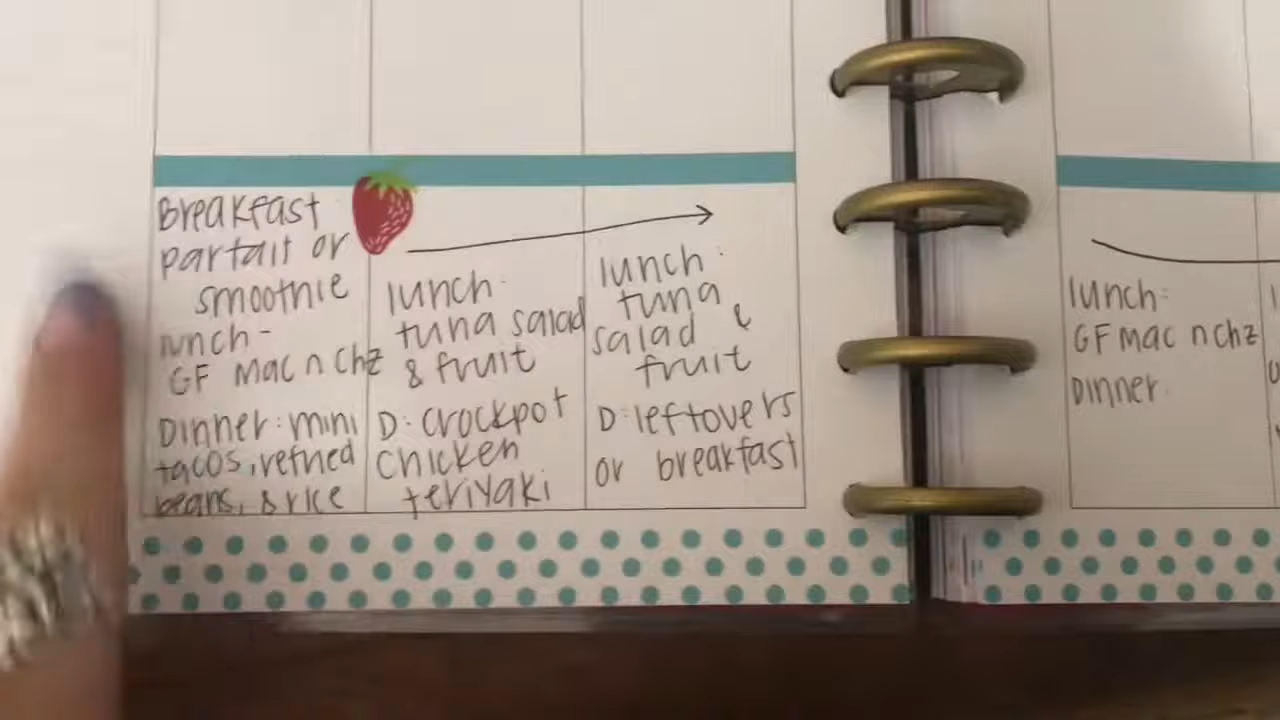 Breakfast
parfait or
smoothie
lunch-
GF mac n chz
Dinner: mini
tacos, refried
beans, & rice
lunch:
tuna salad
& fruit
D: crockpot
chicken
teriyaki
lunch:
tuna
salad &
fruit
D: leftovers
or breakfast
lunch:
GF mac n chz
Dinner